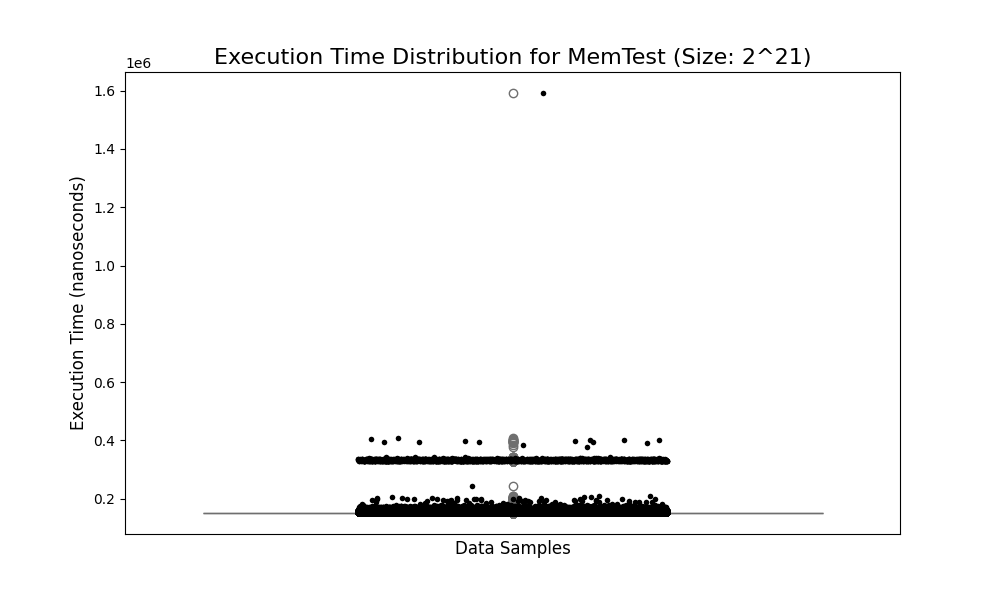 Execution Time Distribution for MemTest (Size: 2^21)
1e6
1.6
1.4
1.2
1.0
0.8
0.6
0.4
0.2
Execution Time (nanoseconds)
Data Samples